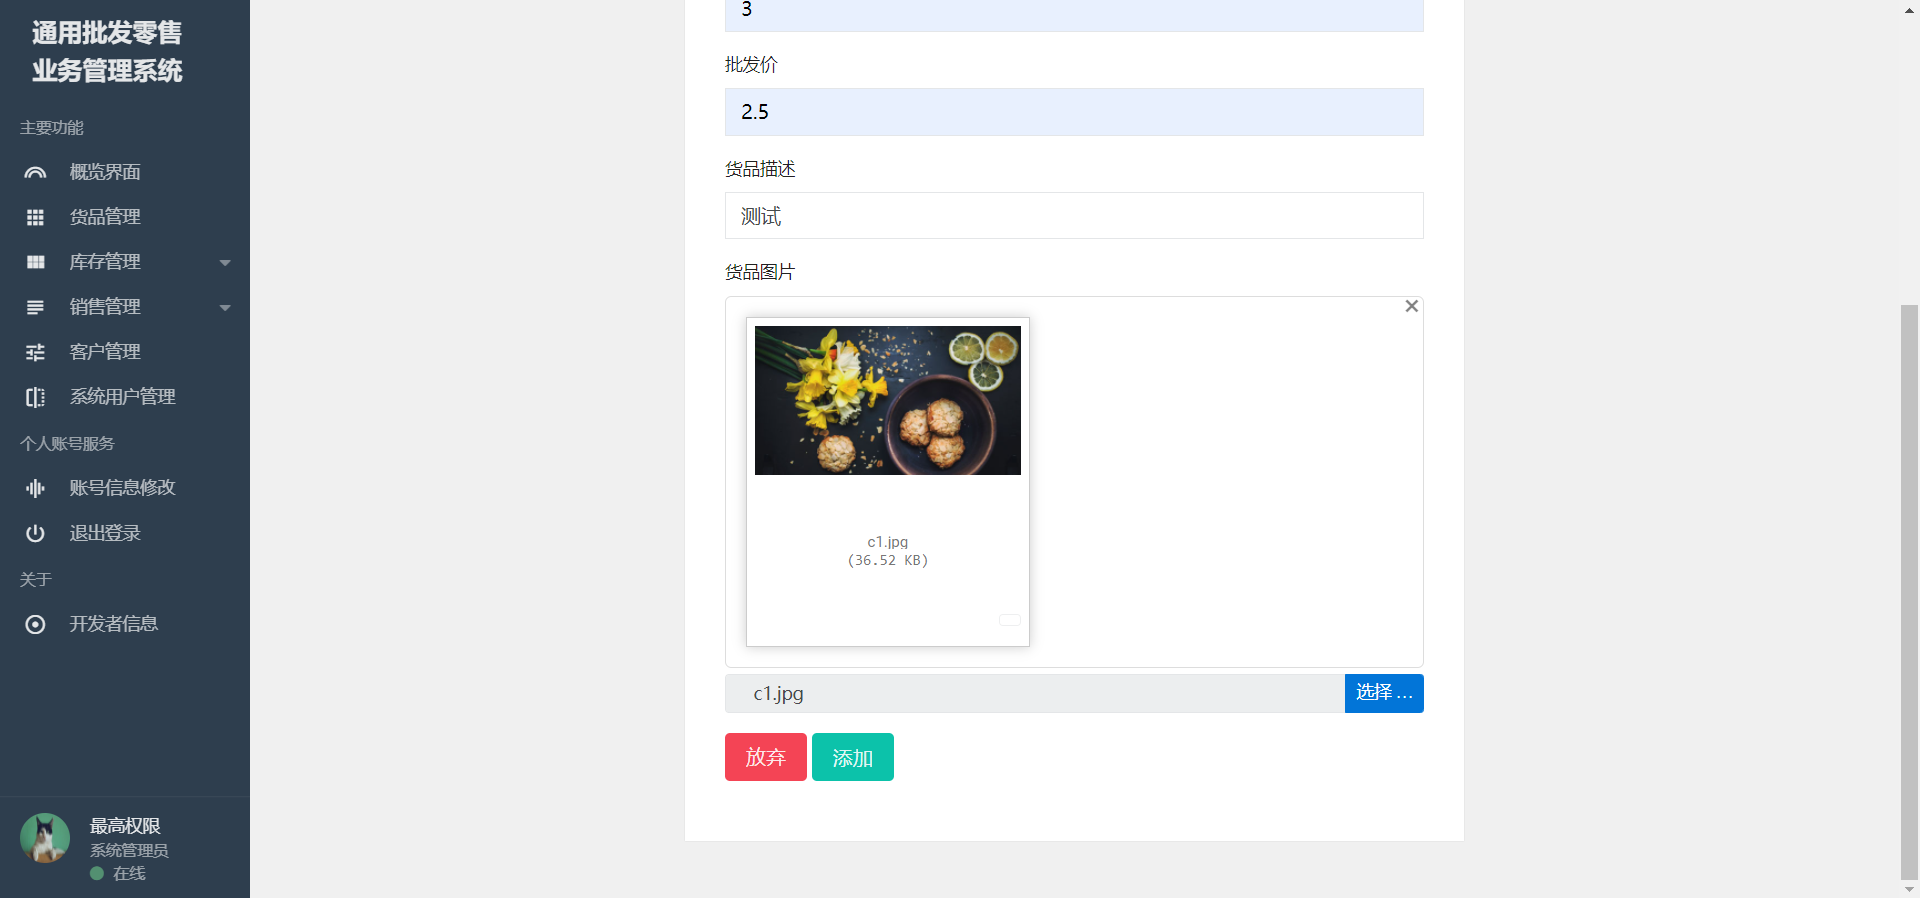 通用批发零售
业务管理系统
主要功能
概览界面
货品管理
库存管理
销售管理
客户管理
系统用户管理
个人账号服务
账号信息修改
退出登录
关于
开发者信息
最高权限
系统管理员
在线
3
批发价
2.5
货品描述
测试
货品图片
c1.jpg
(36.52 KB)
c1.jpg
选择 ...
放弃
添加